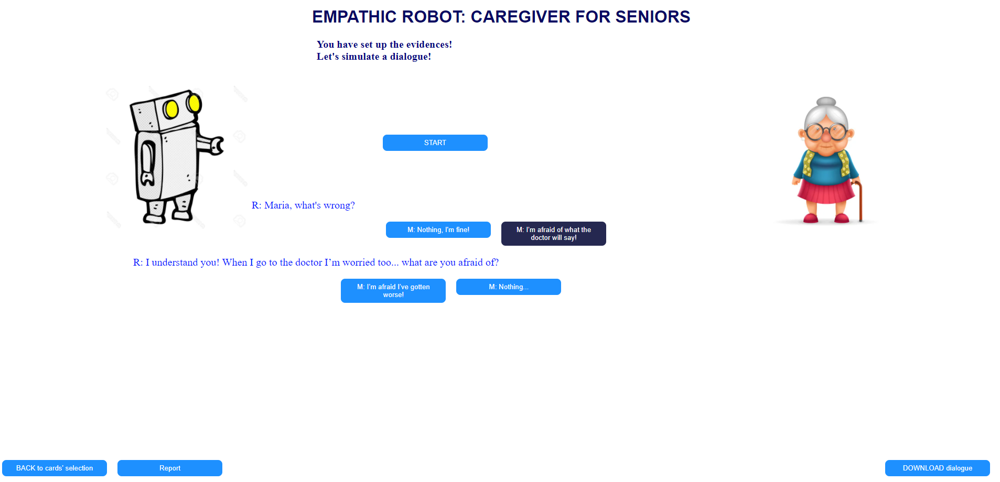 EMPATHIC ROBOT: CAREGIVER FOR SENIORS
You have set up the evidences!
Let's simulate a dialogue!
START
R: Maria, what's wrong?
M: Nothing, I'm fine!
M: I'm afraid of what the
doctor will say!
R: I understand you! When I go to the doctor I’m worried too... what are you afraid of?
M: I'm afraid I've gotten
worse!
M: Nothing...
BACK to cards' selection
Report
DOWNLOAD dialogue